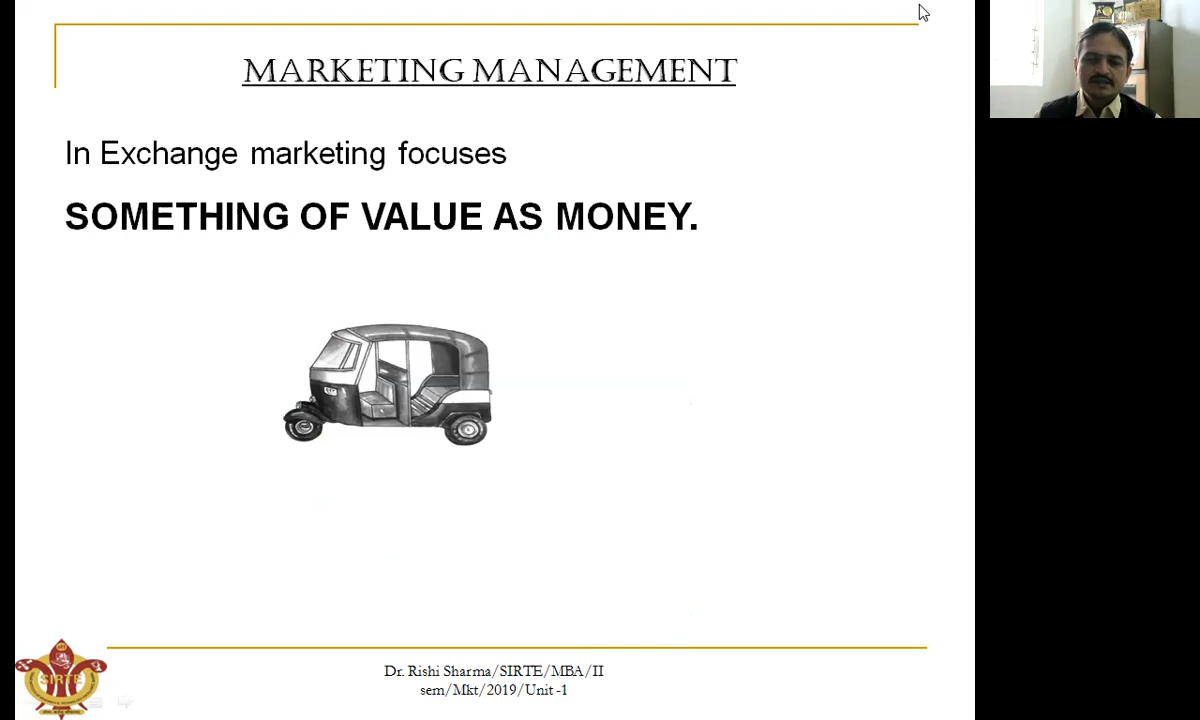 MARKETING MANAGEMENT
In Exchange marketing focuses
SOMETHING OF VALUE AS MONEY.
SIRTE
Dr. Rishi Sharma/SIRTE/MBA/II
sem/Mkt/2019/Unit -1